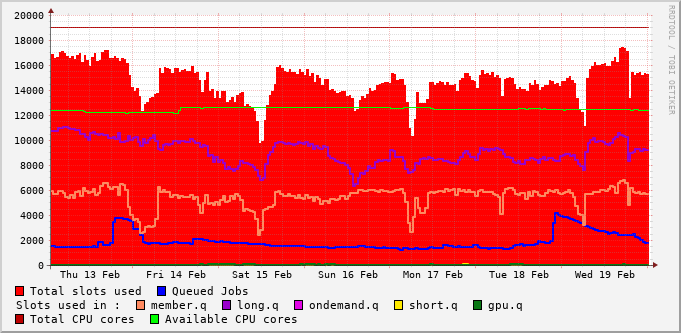 20000
18000
16000
14000
12000
10000
8000
6000
4000
2000
0
Thu 13 Feb Fri 14 Feb Sat 15 Feb Sun 16 Feb Mon 17 Feb Tue 18 Feb Wed 19 Feb
Total slots used Queued Jobs
Slots used in : member.q long.q ondemand.q short.q gpu.q
Total CPU cores Available CPU cores
RRDTOOL / TOBI OETIKER